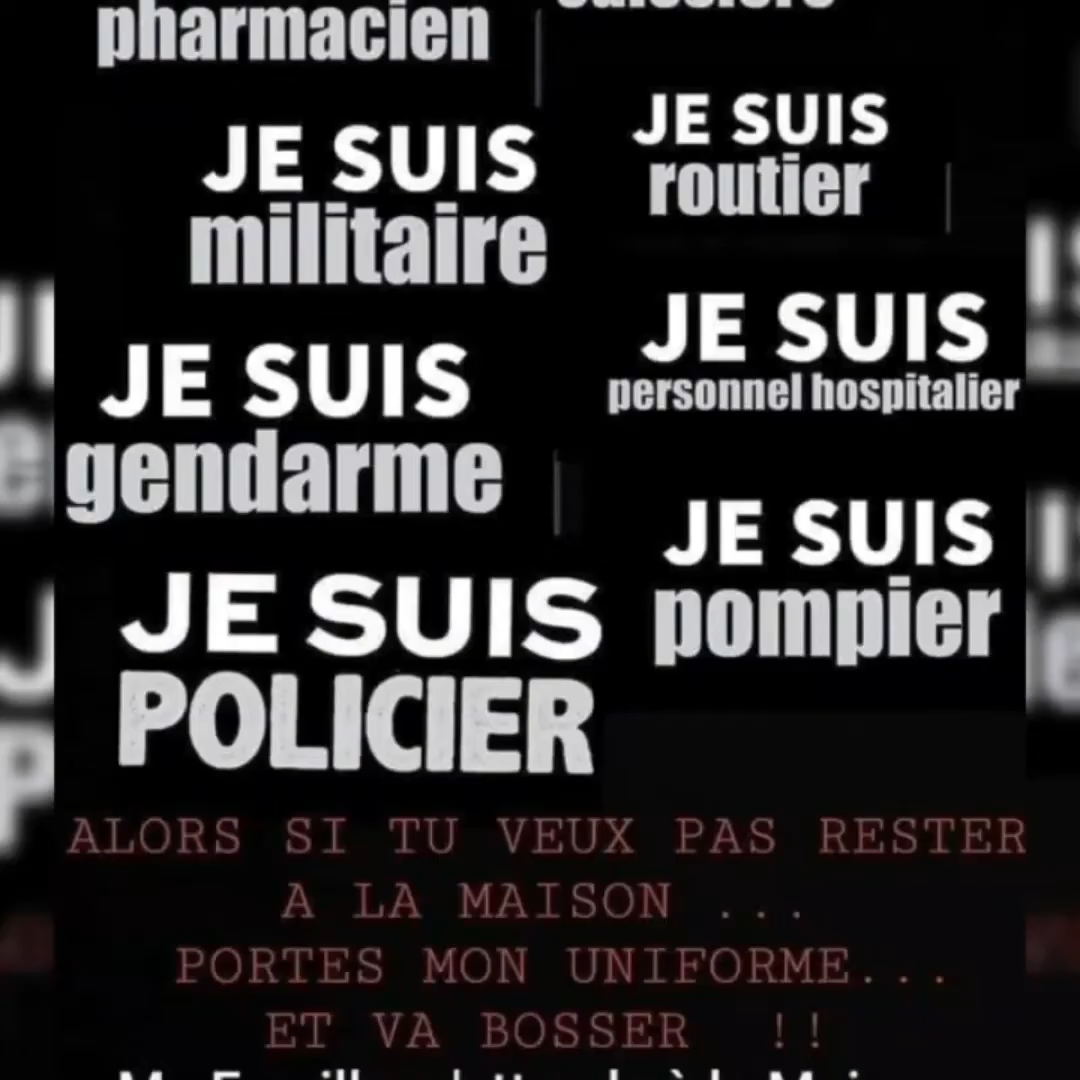 pharmacien
JE SUIS
militaire
JE SUIS
gendarme
JE SUIS
POLICIER
JE SUIS
routier
JE SUIS
personnel hospitalier
JE SUIS
pompier
ALORS SI TU VEUX PAS RESTER
A LA MAISON ...
PORTES MON UNIFORME...
ET VA BOSSER !!